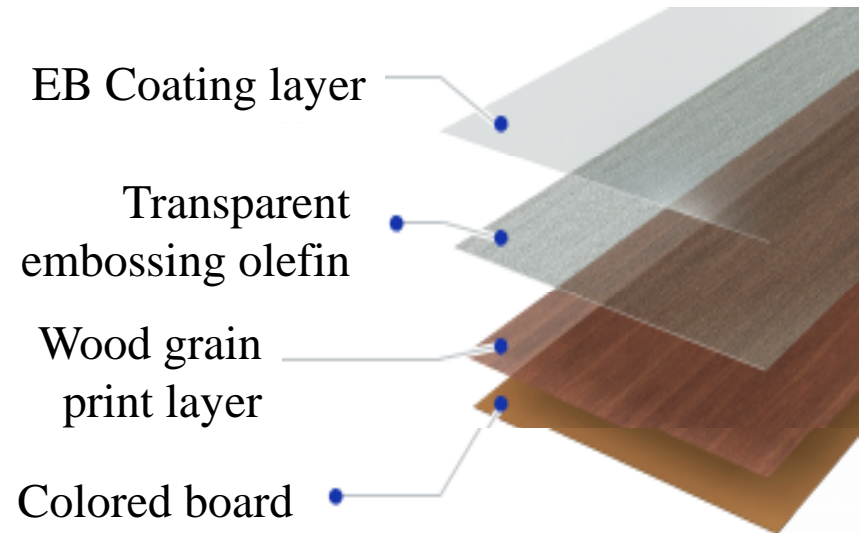 EB Coating layer
Transparent
embossing olefin
Wood grain
print layer
Colored board